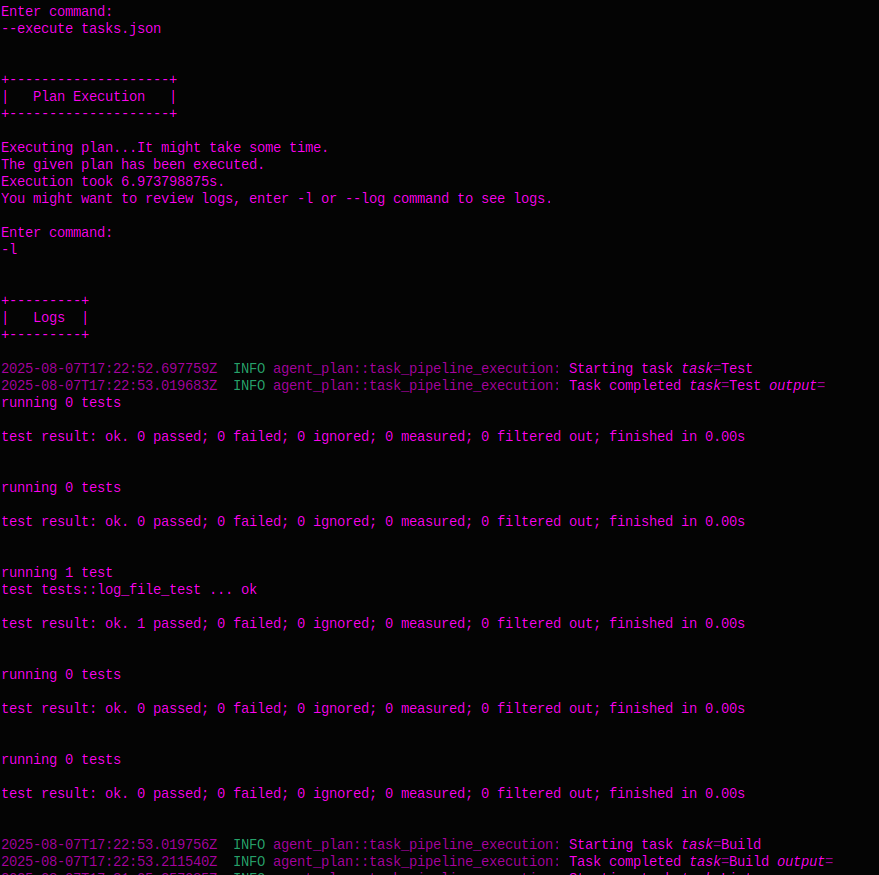 Enter command:
--execute tasks.json
+--------------------+
|   Plan Execution   |
+--------------------+
Executing plan...It might take some time.
The given plan has been executed.
Execution took 6.973798875s.
You might want to review logs, enter -l or --log command to see logs.
Enter command:
-l
+---------+
|   Logs  |
+---------+
2025-08-07T17:22:52.697759Z  INFO agent_plan::task_pipeline_execution: Starting task task=Test
2025-08-07T17:22:53.019683Z  INFO agent_plan::task_pipeline_execution: Task completed task=Test output=
running 0 tests
test result: ok. 0 passed; 0 failed; 0 ignored; 0 measured; 0 filtered out; finished in 0.00s
running 0 tests
test result: ok. 0 passed; 0 failed; 0 ignored; 0 measured; 0 filtered out; finished in 0.00s
running 1 test
test tests::log_file_test ... ok
test result: ok. 1 passed; 0 failed; 0 ignored; 0 measured; 0 filtered out; finished in 0.00s
running 0 tests
test result: ok. 0 passed; 0 failed; 0 ignored; 0 measured; 0 filtered out; finished in 0.00s
running 0 tests
test result: ok. 0 passed; 0 failed; 0 ignored; 0 measured; 0 filtered out; finished in 0.00s
2025-08-07T17:22:53.019756Z  INFO agent_plan::task_pipeline_execution: Starting task task=Build
2025-08-07T17:22:53.211540Z  INFO agent_plan::task_pipeline_execution: Task completed task=Build output=